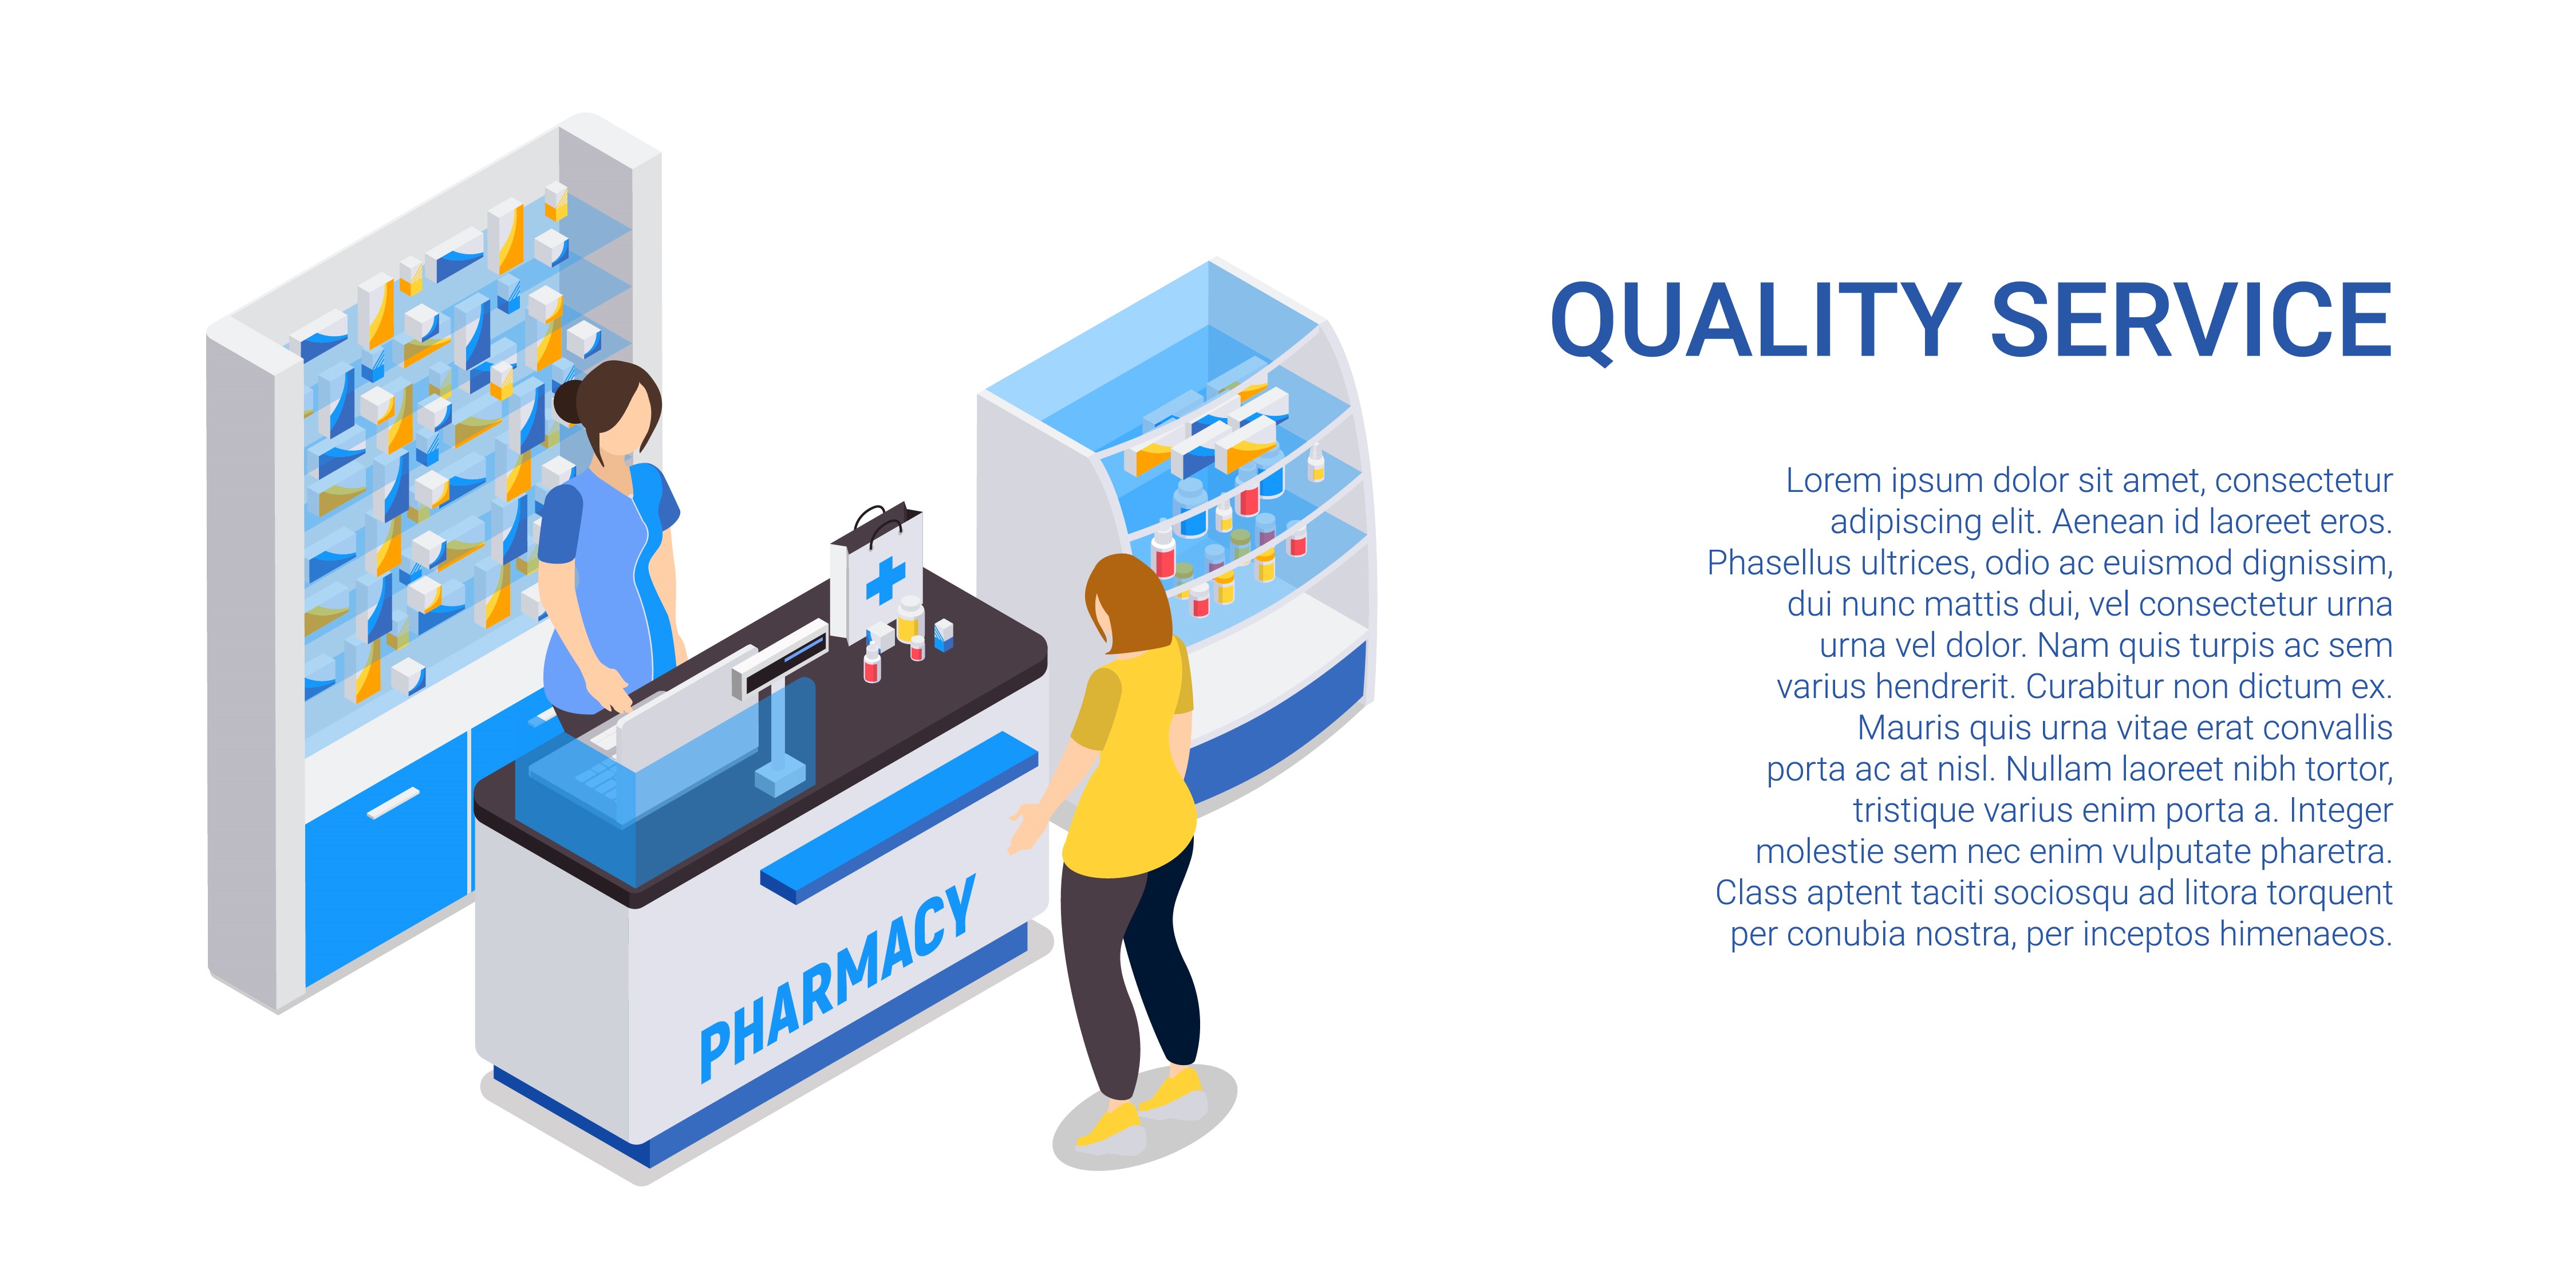 QUALITY SERVICE
Lorem ipsum dolor sit amet, consectetur
adipiscing elit. Aenean id laoreet eros.
Phasellus ultrices, odio ac euismod dignissim,
dui nunc mattis dui, vel consectetur urna
urna vel dolor. Nam quis turpis ac sem
varius hendrerit. Curabitur non dictum ex.
Mauris quis urna vitae erat convallis
porta ac at nisl. Nullam laoreet nibh tortor,
tristique varius enim porta a. Integer
molestie sem nec enim vulputate pharetra.
Class aptent taciti sociosqu ad litora torquent
per conubia nostra, per inceptos himenaeos.
PHARMACY